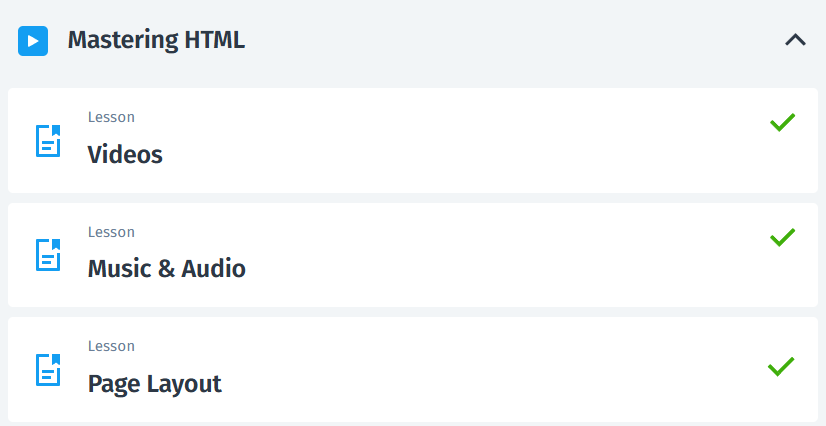 Mastering HTML
Lesson
Videos
Lesson
Music & Audio
Lesson
Page Layout